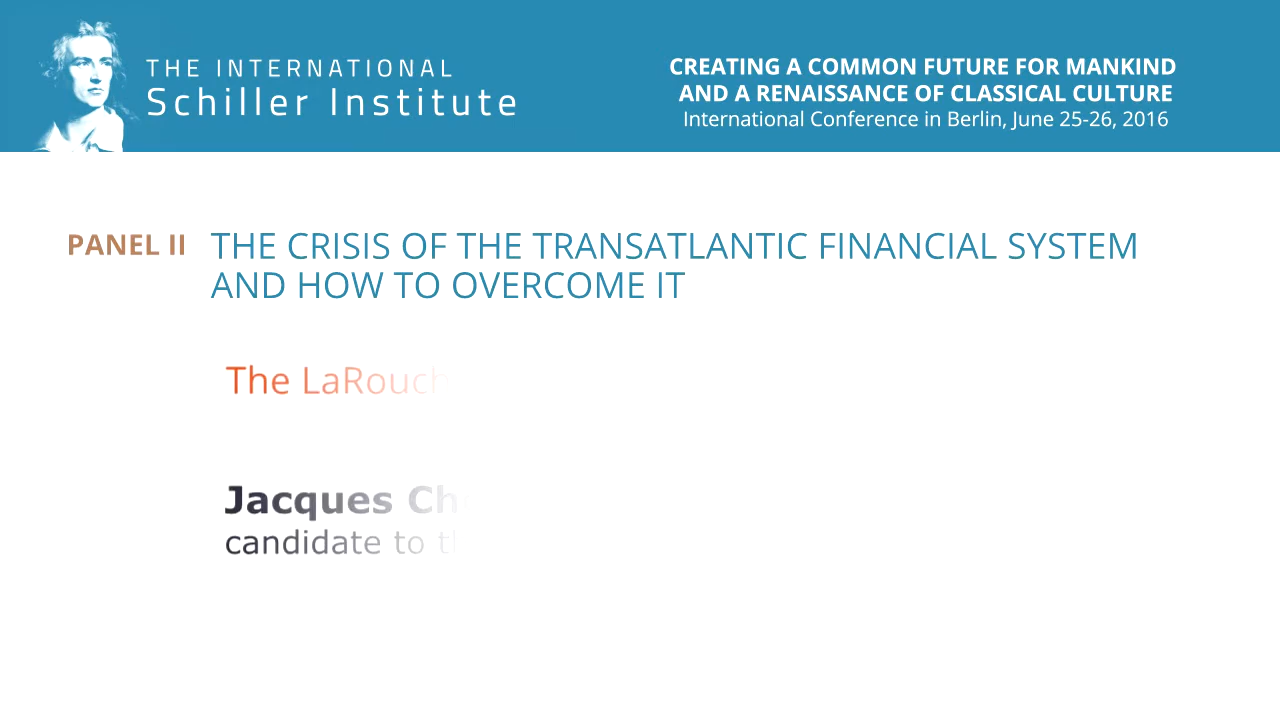 THE INTERNATIONAL
Schiller Institute
CREATING A COMMON FUTURE FOR MANKIND
AND A RENAISSANCE OF CLASSICAL CULTURE
International Conference in Berlin, June 25-26, 2016
PANEL II
THE CRISIS OF THE TRANSATLANTIC FINANCIAL SYSTEM
AND HOW TO OVERCOME IT
The LaRouch
Jacques
candidate to